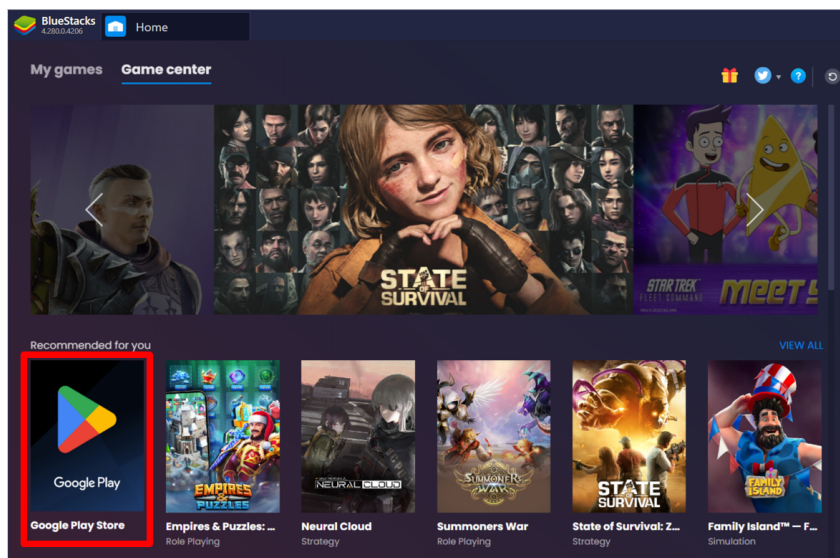 BlueStacks
4.280.0.4206
Home
My games
Game center
STATE
OF
SURVIVAL
STAR TREK
FLEET COMMAND
MEET
Recommended for you
VIEW ALL
Google Play
EMPIRES
&
PUZZLES
NEURAL CLOUD
SUMMONERS
WAR
STATE
OF
SURVIVAL
FAMILY
ISLAND
Google Play Store
Empires & Puzzles: ...
Neural Cloud
Summoners War
State of Survival: Z...
Family Island™ — F...
Role Playing
Strategy
Role Playing
Strategy
Simulation